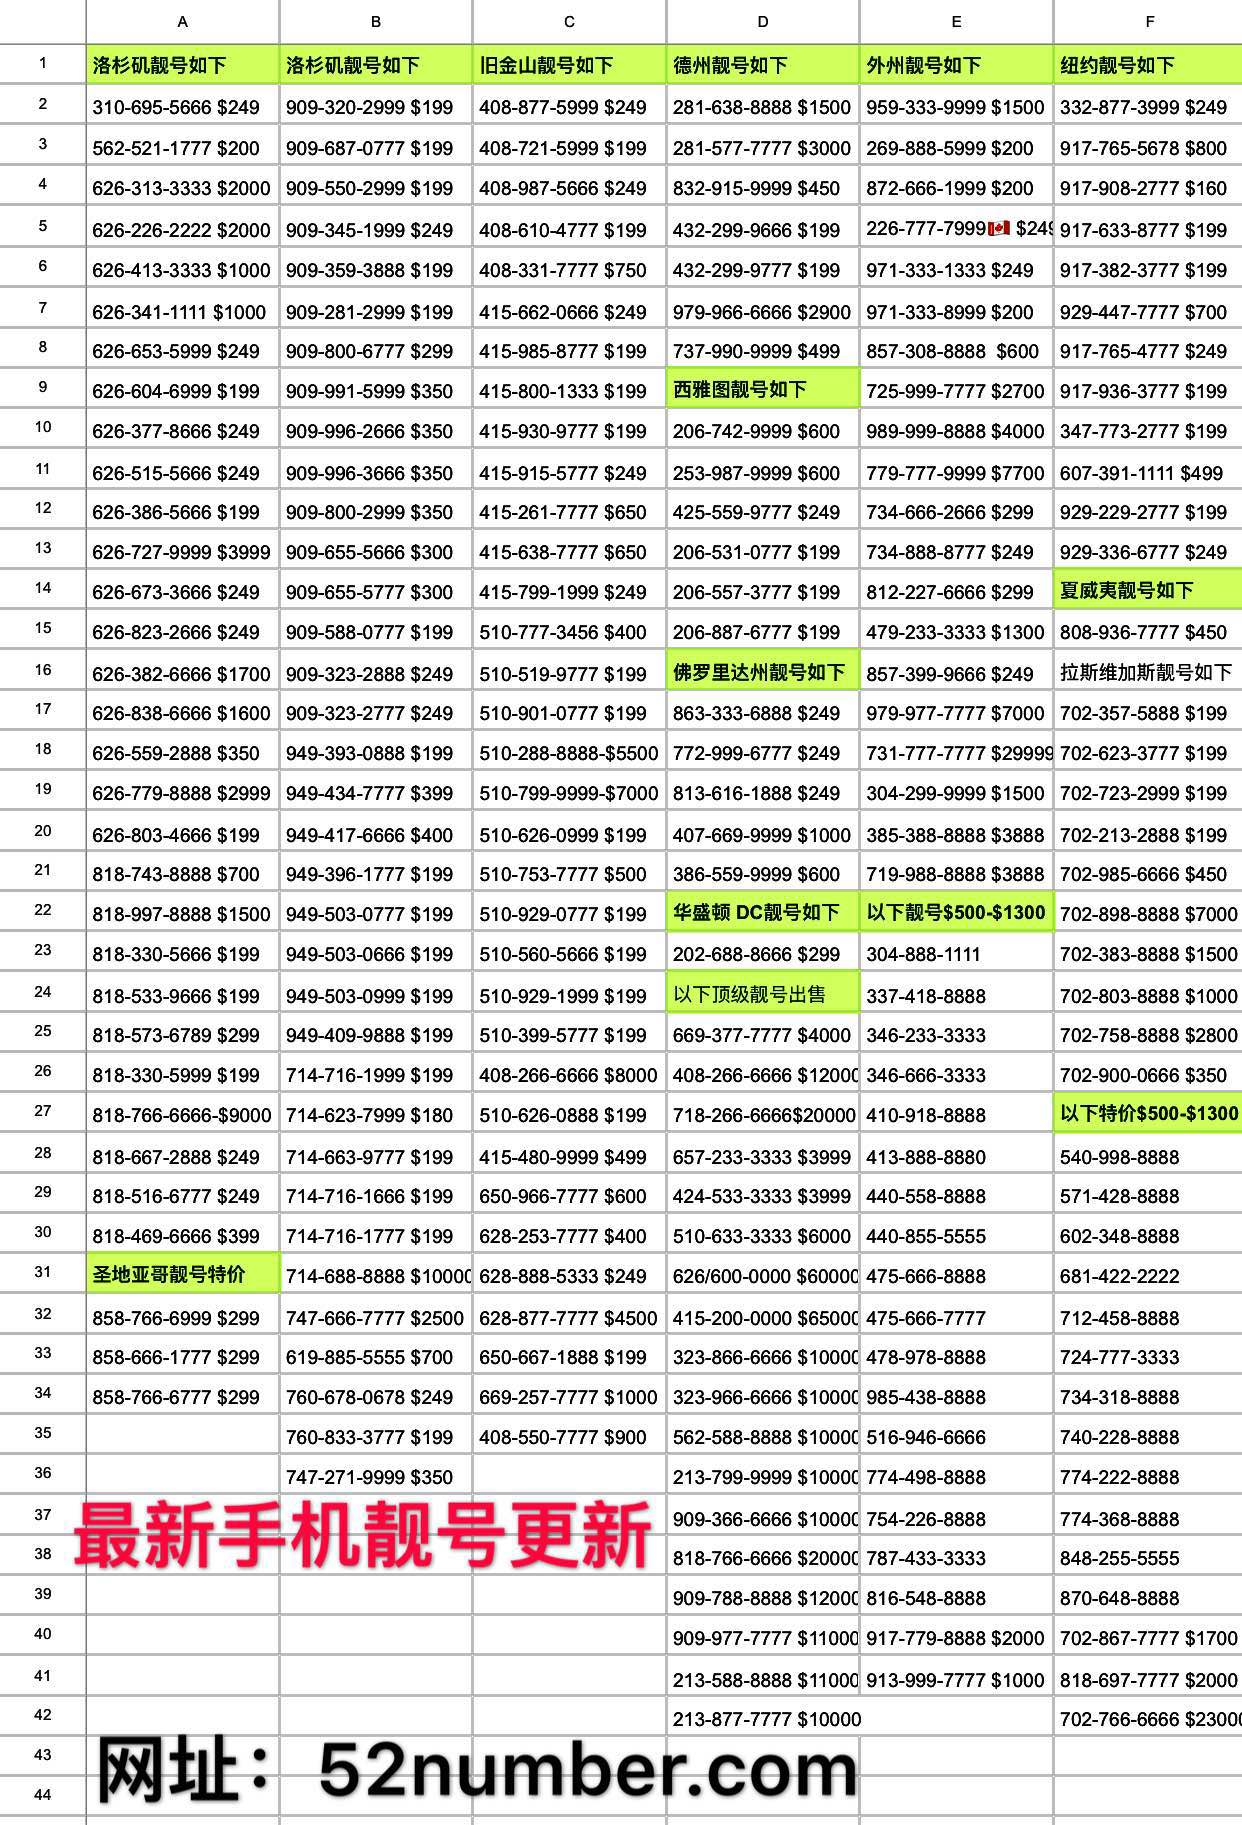 A B C D E F
1 洛杉矶靓号如下 洛杉矶靓号如下 旧金山靓号如下 德州靓号如下 外州靓号如下 纽约靓号如下
2 310-695-5666 $249 909-320-2999 $199 408-877-5999 $249 281-638-8888 $1500 959-333-9999 $1500 332-877-3999 $249
3 562-521-1777 $200 909-687-0777 $199 408-721-5999 $199 281-577-7777 $3000 269-888-5999 $200 917-765-5678 $800
4 626-313-3333 $2000 909-550-2999 $199 408-987-5666 $249 832-915-9999 $450 872-666-1999 $200 917-908-2777 $160
5 626-226-2222 $2000 909-345-1999 $249 408-610-4777 $199 432-299-9666 $199 226-777-7999🇨🇦 $249 917-633-8777 $199
6 626-413-3333 $1000 909-359-3888 $199 408-331-7777 $750 432-299-9777 $199 971-333-1333 $249 917-382-3777 $199
7 626-341-1111 $1000 909-281-2999 $199 415-662-0666 $249 979-966-6666 $2900 971-333-8999 $200 929-447-7777 $700
8 626-653-5999 $249 909-800-6777 $299 415-985-8777 $199 737-990-9999 $499 857-308-8888  $600 917-765-4777 $249
9 626-604-6999 $199 909-991-5999 $350 415-800-1333 $199 西雅图靓号如下 725-999-7777 $2700 917-936-3777 $199
10 626-377-8666 $249 909-996-2666 $350 415-930-9777 $199 206-742-9999 $600 989-999-8888 $4000 347-773-2777 $199
11 626-515-5666 $249 909-996-3666 $350 415-915-5777 $249 253-987-9999 $600 779-777-9999 $7700 607-391-1111 $499
12 626-386-5666 $199 909-800-2999 $350 415-261-7777 $650 425-559-9777 $249 734-666-2666 $299 929-229-2777 $199
13 626-727-9999 $3999 909-655-5666 $300 415-638-7777 $650 206-531-0777 $199 734-888-8777 $249 929-336-6777 $249
14 626-673-3666 $249 909-655-5777 $300 415-799-1999 $249 206-557-3777 $199 812-227-6666 $299 夏威夷靓号如下
15 626-823-2666 $249 909-588-0777 $199 510-777-3456 $400 206-887-6777 $199 479-233-3333 $1300 808-936-7777 $450
16 626-382-6666 $1700 909-323-2888 $249 510-519-9777 $199 佛罗里达州靓号如下 857-399-9666 $249 拉斯维加斯靓号如下
17 626-838-6666 $1600 909-323-2777 $249 510-901-0777 $199 863-333-6888 $249 979-977-7777 $7000 702-357-5888 $199
18 626-559-2888 $350 949-393-0888 $199 510-288-8888-$5500 772-999-6777 $249 731-777-7777 $29999 702-623-3777 $199
19 626-779-8888 $2999 949-434-7777 $399 510-799-9999-$7000 813-616-1888 $249 304-299-9999 $1500 702-723-2999 $199
20 626-803-4666 $199 949-417-6666 $400 510-626-0999 $199 407-669-9999 $1000 385-388-8888 $3888 702-213-2888 $199
21 818-743-8888 $700 949-396-1777 $199 510-753-7777 $500 386-559-9999 $600 719-988-8888 $3888 702-985-6666 $450
22 818-997-8888 $1500 949-503-0777 $199 510-929-0777 $199 华盛顿 DC靓号如下 以下靓号$500-$1300 702-898-8888 $7000
23 818-330-5666 $199 949-503-0666 $199 510-560-5666 $199 202-688-8666 $299 304-888-1111 702-383-8888 $1500
24 818-533-9666 $199 949-503-0999 $199 510-929-1999 $199 以下顶级靓号出售 337-418-8888 702-803-8888 $1000
25 818-573-6789 $299 949-409-9888 $199 510-399-5777 $199 669-377-7777 $4000 346-233-3333 702-758-8888 $2800
26 818-330-5999 $199 714-716-1999 $199 408-266-6666 $8000 408-266-6666 $12000 346-666-3333 702-900-0666 $350
27 818-766-6666-$9000 714-623-7999 $180 510-626-0888 $199 718-266-6666$20000 410-918-8888 以下特价$500-$1300
28 818-667-2888 $249 714-663-9777 $199 415-480-9999 $499 657-233-3333 $3999 413-888-8880 540-998-8888
29 818-516-6777 $249 714-716-1666 $199 650-966-7777 $600 424-533-3333 $3999 440-558-8888 571-428-8888
30 818-469-6666 $399 714-716-1777 $199 628-253-7777 $400 510-633-3333 $6000 440-855-5555 602-348-8888
31 圣地亚哥靓号特价 714-688-8888 $10000 628-888-5333 $249 626/600-0000 $60000 475-666-8888 681-422-2222
32 858-766-6999 $299 747-666-7777 $2500 628-877-7777 $4500 415-200-0000 $65000 475-666-7777 712-458-8888
33 858-666-1777 $299 619-885-5555 $700 650-667-1888 $199 323-866-6666 $10000 478-978-8888 724-777-3333
34 858-766-6777 $299 760-678-0678 $249 669-257-7777 $1000 323-966-6666 $10000 985-438-8888 734-318-8888
35 760-833-3777 $199 408-550-7777 $900 562-588-8888 $10000 516-946-6666 740-228-8888
36 747-271-9999 $350 213-799-9999 $10000 774-498-8888 774-222-8888
37 909-366-6666 $10000 754-226-8888 774-368-8888
最新手机靓号更新
38 818-766-6666 $20000 787-433-3333 848-255-5555
39 909-788-8888 $12000 816-548-8888 870-648-8888
40 909-977-7777 $11000 917-779-8888 $2000 702-867-7777 $1700
41 213-588-8888 $11000 913-999-7777 $1000 818-697-7777 $2000
42 213-877-7777 $10000 702-766-6666 $23000
43
网址：52number.com
44